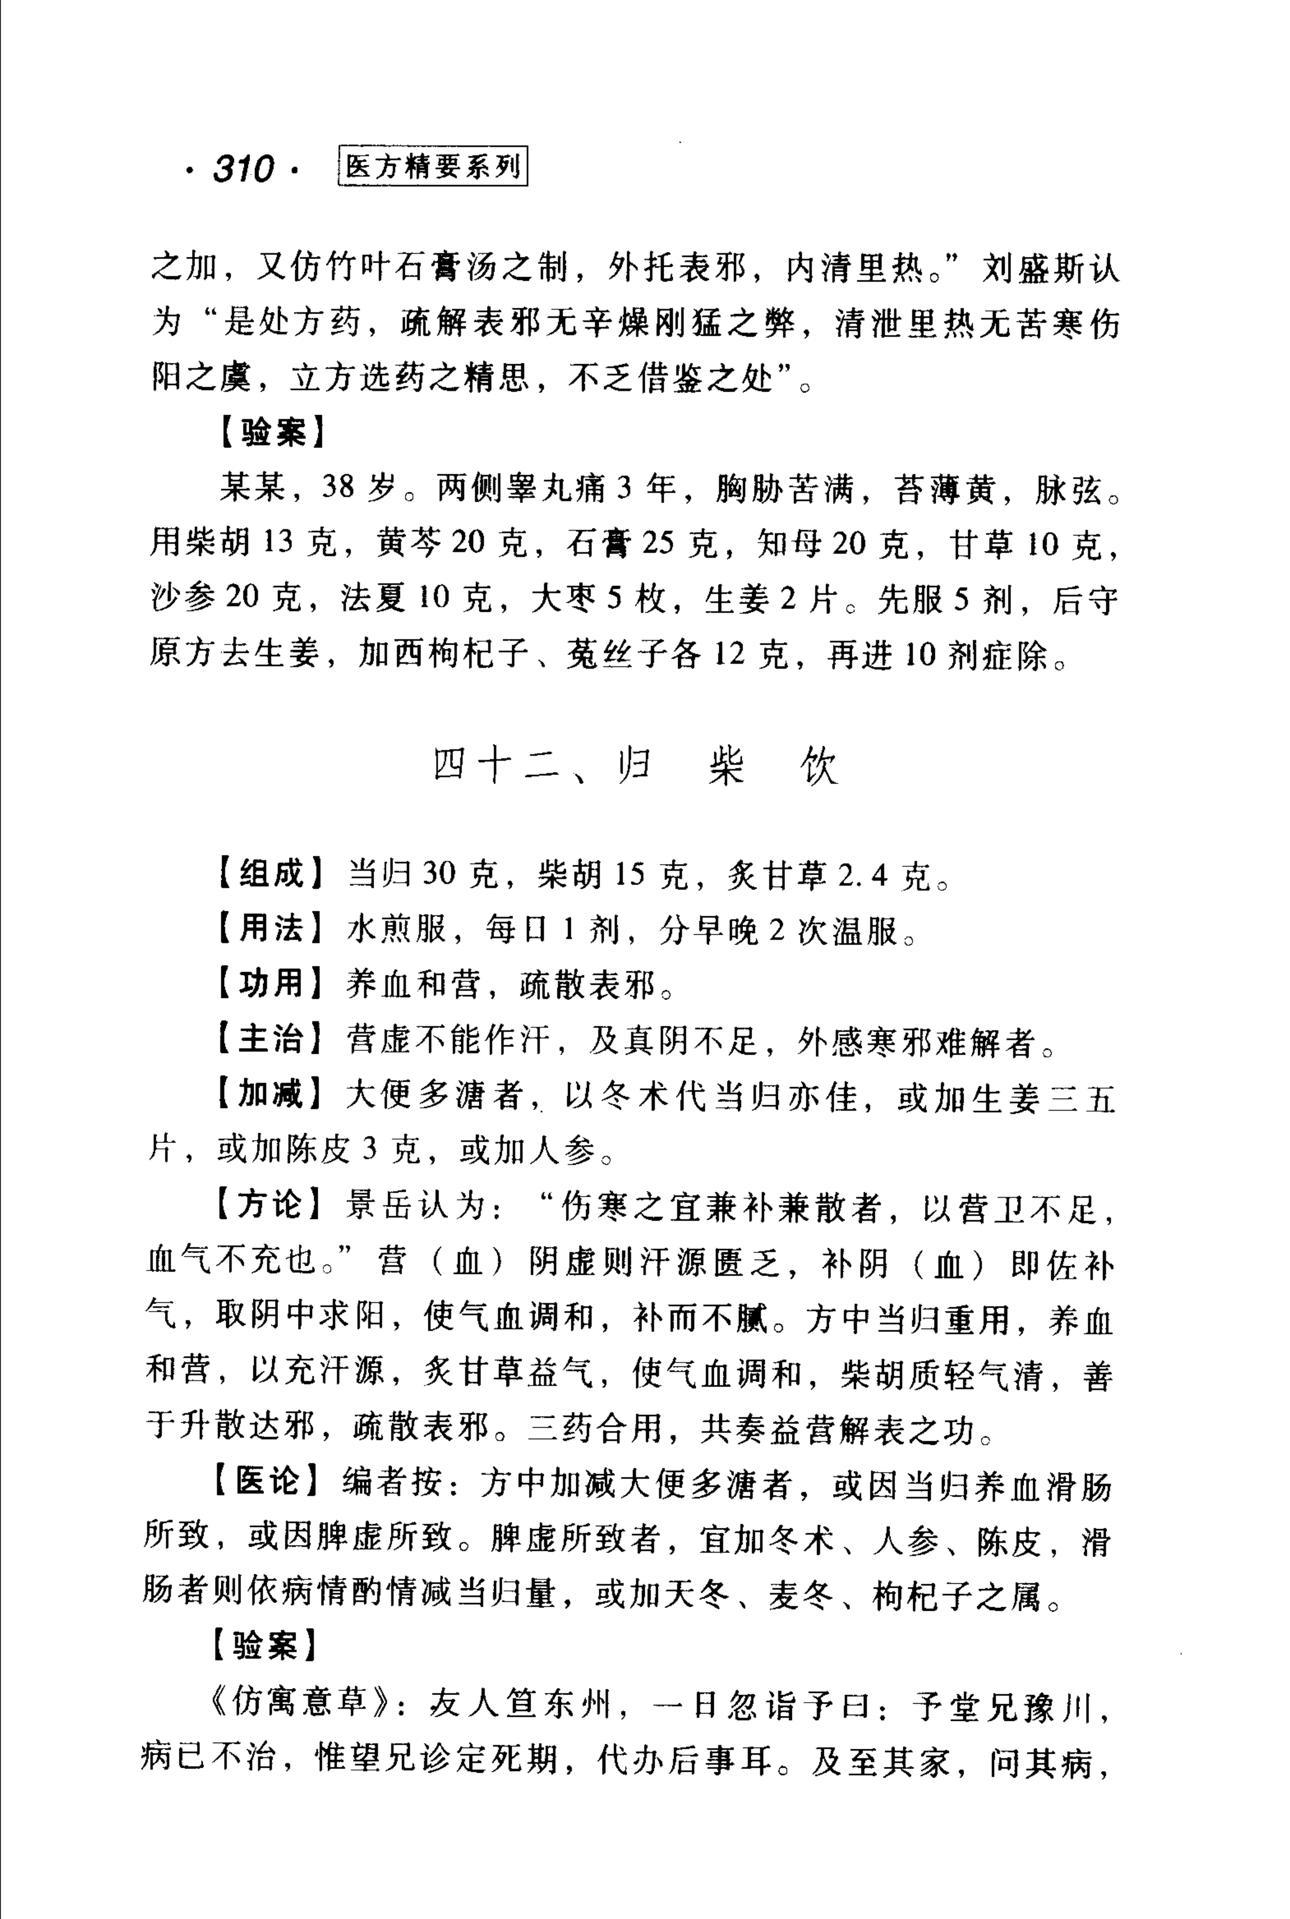 ·310· 医方精要系列
之加，又仿竹叶石膏汤之制，外托表邪，内清里热。”刘盛斯认
为“是处方药，疏解表邪无辛燥刚猛之弊，清泄里热无苦寒伤
阳之虞，立方选药之精思，不乏借鉴之处”。
【验案】
某某，38岁。两侧睾丸痛3年，胸胁苦满，苔薄黄，脉弦。
用柴胡13克，黄芩20克，石膏25克，知母20克，甘草10克，
沙参20克，法夏10克，大枣5枚，生姜2片。先服5剂，后守
原方去生姜，加西枸杞子、菟丝子各12克，再进10剂症除。
四十二、归 柴 饮
【组成】当归30克，柴胡15克，炙甘草2.4克。
【用法】水煎服，每日1剂，分早晚2次温服。
【功用】养血和营，疏散表邪。
【主治】营虚不能作汗，及真阴不足，外感寒邪难解者。
【加减】大便多溏者，以冬术代当归亦佳，或加生姜三五
片，或加陈皮3克，或加人参。
【方论】景岳认为：“伤寒之宜兼补兼散者，以营卫不足，
血气不充也。”营（血）阴虚则汗源匮乏，补阴（血）即佐补
气，取阴中求阳，使气血调和，补而不腻。方中当归重用，养血
和营，以充汗源，炙甘草益气，使气血调和，柴胡质轻气清，善
于升散达邪，疏散表邪。三药合用，共奏益营解表之功。
【医论】编者按：方中加减大便多溏者，或因当归养血滑肠
所致，或因脾虚所致。脾虚所致者，宜加冬术、人参、陈皮，滑
肠者则依病情酌情减当归量，或加天冬、麦冬、枸杞子之属。
【验案】
《仿寓意草》：友人笪东州，一日忽诣予曰：予堂兄豫川，
病已不治，惟望兄诊定死期，代办后事耳。及至其家，问其病，